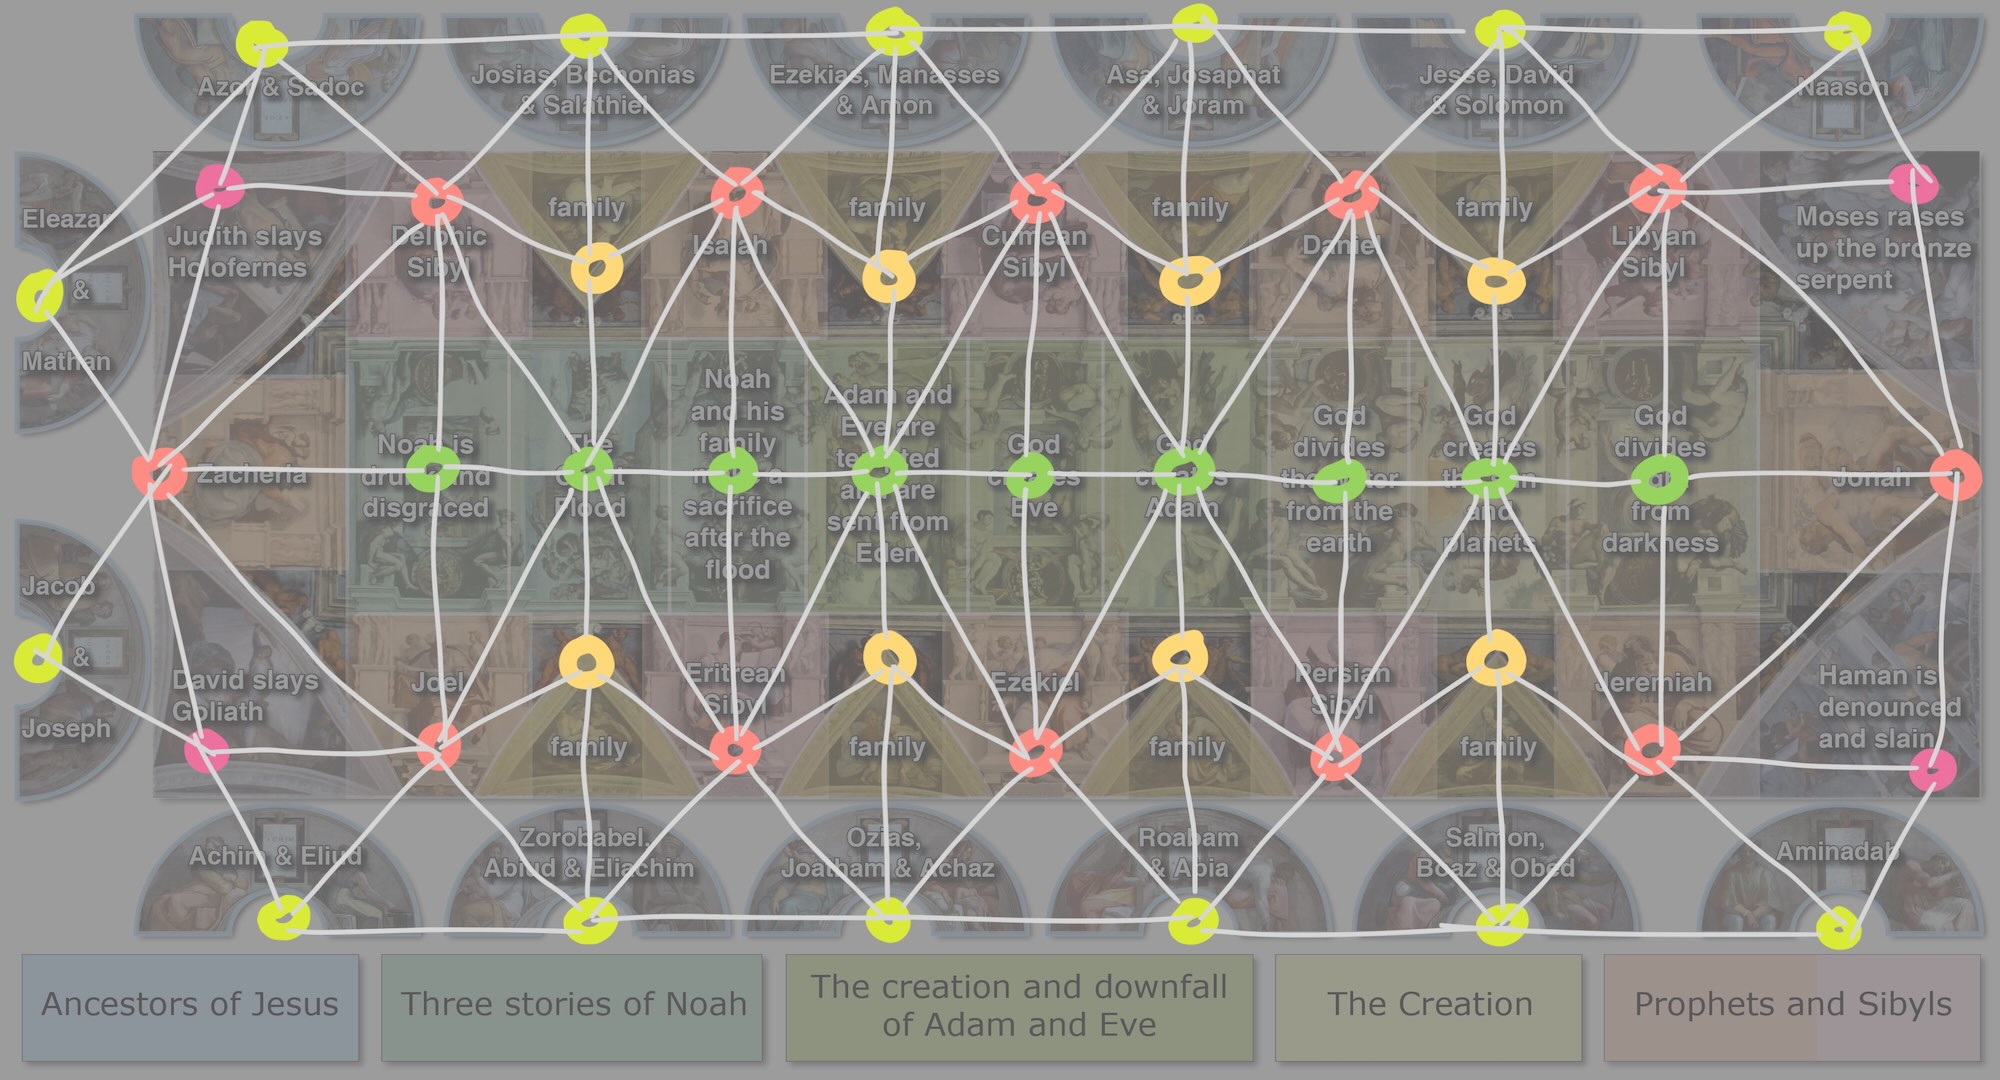 Azor & Sadoc
Josias, Bechonias
& Salathiel
Ezekias, Manasses
& Amon
Asa, Josaphat
& Joram
Jesse, David
& Solomon
Naason
Eleazar
&
Mathan
Judith slays
Holofernes
Delphic
Sibyl
family
Isaiah
family
Cumean
Sibyl
family
Daniel
family
Libyan
Sibyl
Moses raises
up the bronze
serpent
Zacheria
Noah is
drunk and
disgraced
The
Great
Flood
Noah
and his
family
make a
sacrifice
after the
flood
Adam and
Eve are
tempted
and are
sent from
Eden
God
creates
Eve
God
creates
Adam
God
divides
the water
from the
earth
God
creates
the sun
and
planets
God
divides
from
darkness
Jonah
Jacob
&
Joseph
David slays
Goliath
Joel
family
Eritrean
Sibyl
family
Ezekiel
family
Persian
Sibyl
family
Jeremiah
Haman is
denounced
and slain
Achim & Eliud
Zorobabel,
Abiud & Eliachim
Ozias,
Joatham & Achaz
Roabam
& Abia
Salmon,
Boaz & Obed
Aminadab
Ancestors of Jesus
Three stories of Noah
The creation and downfall
of Adam and Eve
The Creation
Prophets and Sibyls